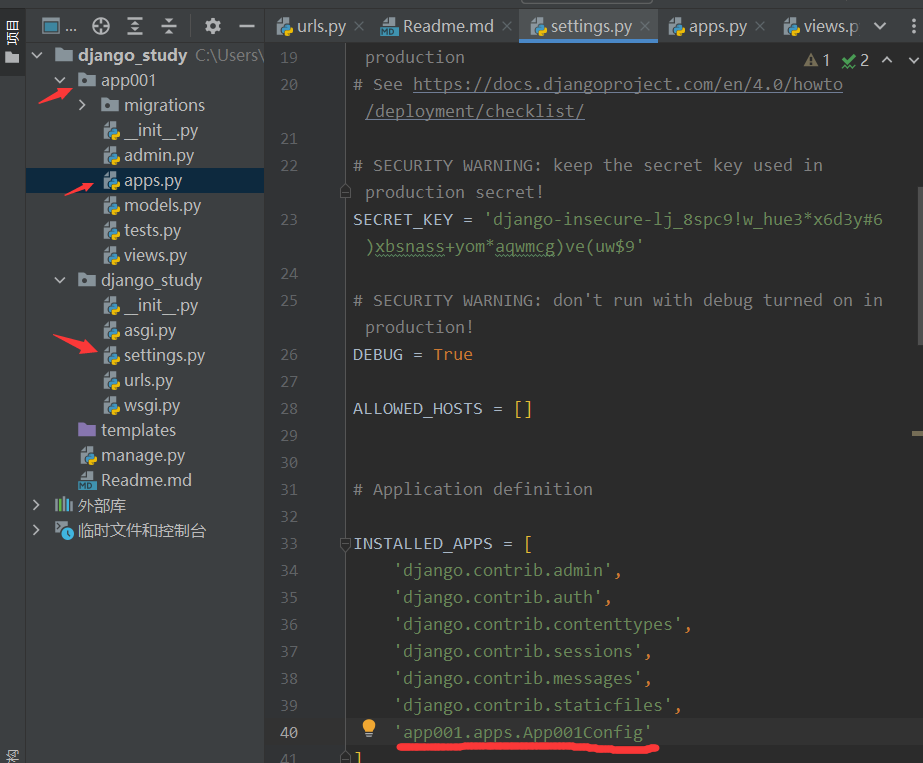 项目
...
urls.py
Readme.md
settings.py
apps.py
views.p
django_study C:\Users\
app001
migrations
__init__.py
admin.py
apps.py
models.py
tests.py
views.py
django_study
__init__.py
asgi.py
settings.py
urls.py
wsgi.py
templates
manage.py
Readme.md
外部库
临时文件和控制台
构
1 2
19 production
20 # See https://docs.djangoproject.com/en/4.0/howto
/deployment/checklist/
21
22 # SECURITY WARNING: keep the secret key used in
production secret!
23 SECRET_KEY = 'django-insecure-lj_8spc9!w_hue3*x6d3y#6
)xbsnass+yom*aqwmcg)ve(uw$9'
24
25 # SECURITY WARNING: don't run with debug turned on in
production!
26 DEBUG = True
27
28 ALLOWED_HOSTS = []
29
30
31 # Application definition
32
33 INSTALLED_APPS = [
34 'django.contrib.admin',
35 'django.contrib.auth',
36 'django.contrib.contenttypes',
37 'django.contrib.sessions',
38 'django.contrib.messages',
39 'django.contrib.staticfiles',
40 'app001.apps.App001Config'
41 ]